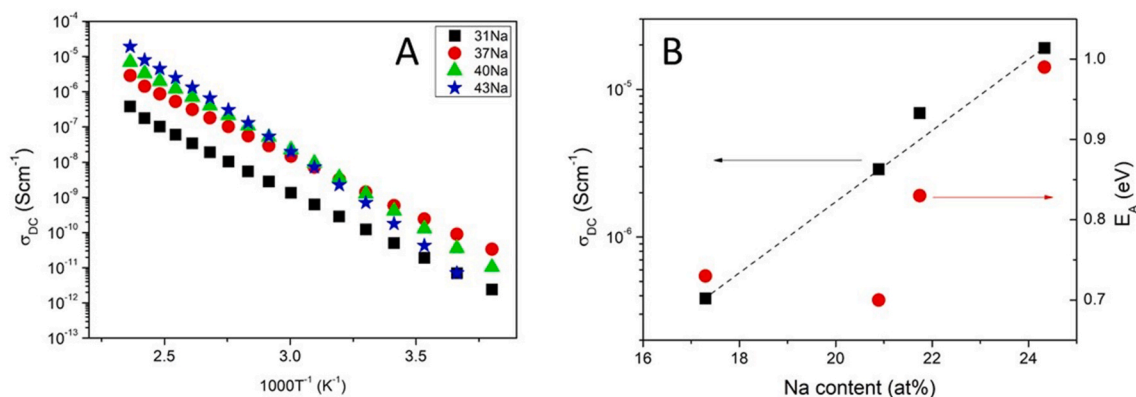 A
31Na
37Na
40Na
43Na
10⁻⁴
10⁻⁵
10⁻⁶
10⁻⁷
10⁻⁸
10⁻⁹
10⁻¹⁰
10⁻¹¹
10⁻¹²
10⁻¹³
σDC (Scm⁻¹)
2.5 3.0 3.5
1000T⁻¹ (K⁻¹)
B
10⁻⁵
10⁻⁶
σDC (Scm⁻¹)
1.0
0.9
0.8
0.7
EA (eV)
16 18 20 22 24
Na content (at%)